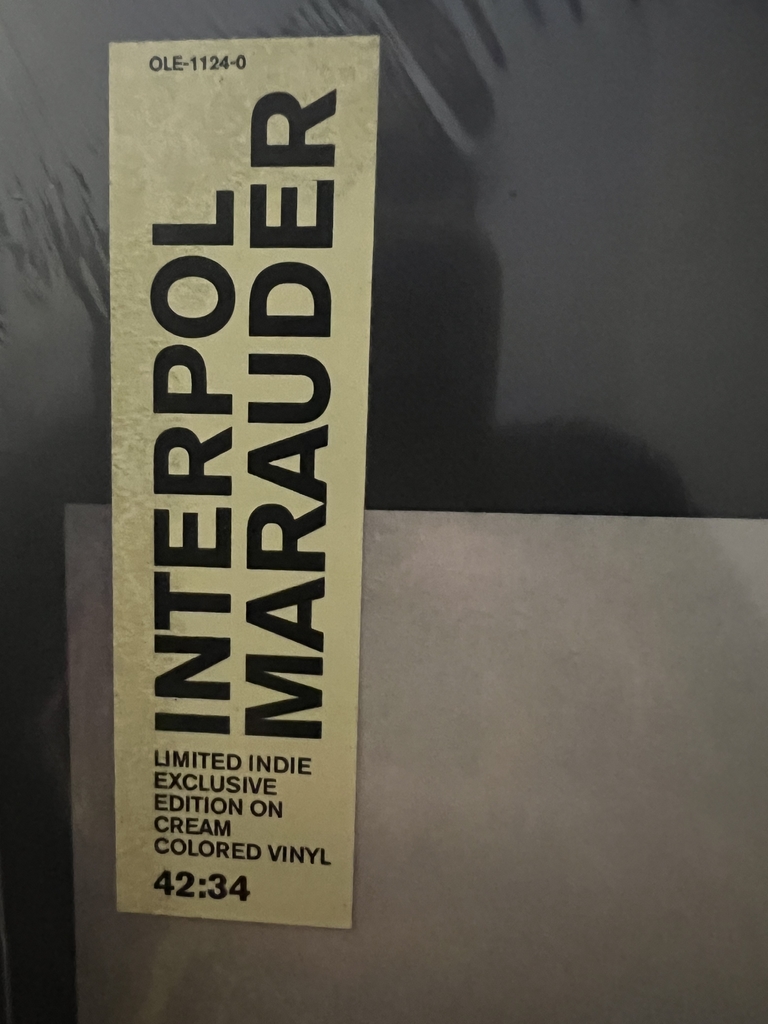 OLE-1124-0
INTERPOL
MARAUDER
LIMITED INDIE
EXCLUSIVE
EDITION ON
CREAM
COLORED VINYL
42:34